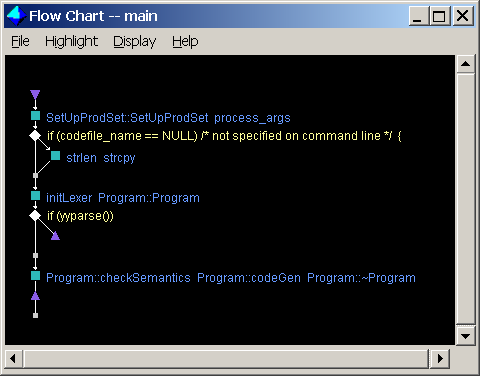 Flow Chart -- main
File Highlight Display Help
SetUpProdSet::SetUpProdSet process_args
if (codefile_name == NULL) /* not specified on command line */ {
strlen strcpy
initLexer Program::Program
if (yyparse())
Program::checkSemantics Program::codeGen Program::~Program